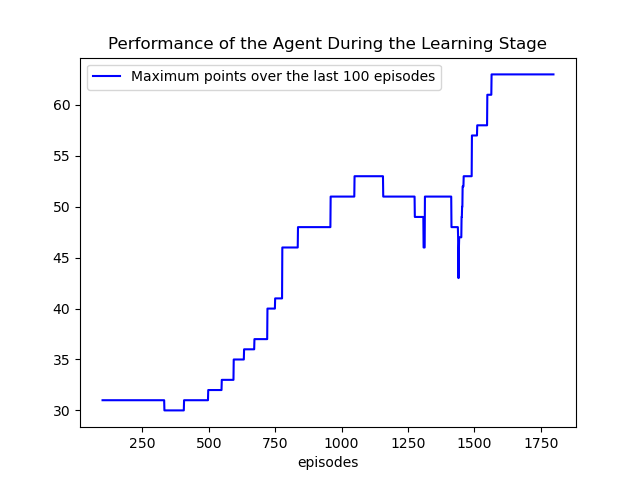 Performance of the Agent During the Learning Stage
Maximum points over the last 100 episodes
60
55
50
45
40
35
30
250 500 750 1000 1250 1500 1750
episodes